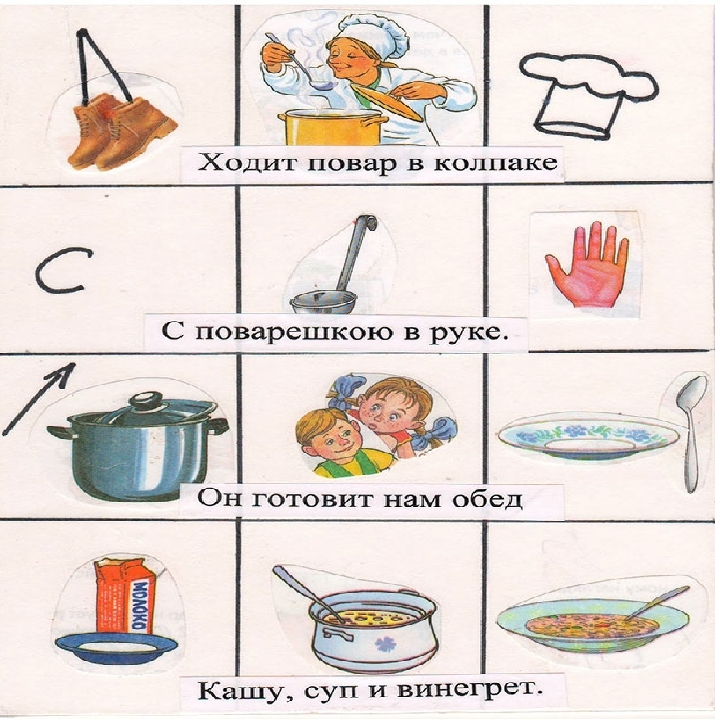 Ходит повар в колпаке
С
С поварешкою в руке.
Он готовит нам обед
МОЛОКО
Кашу, суп и винегрет.